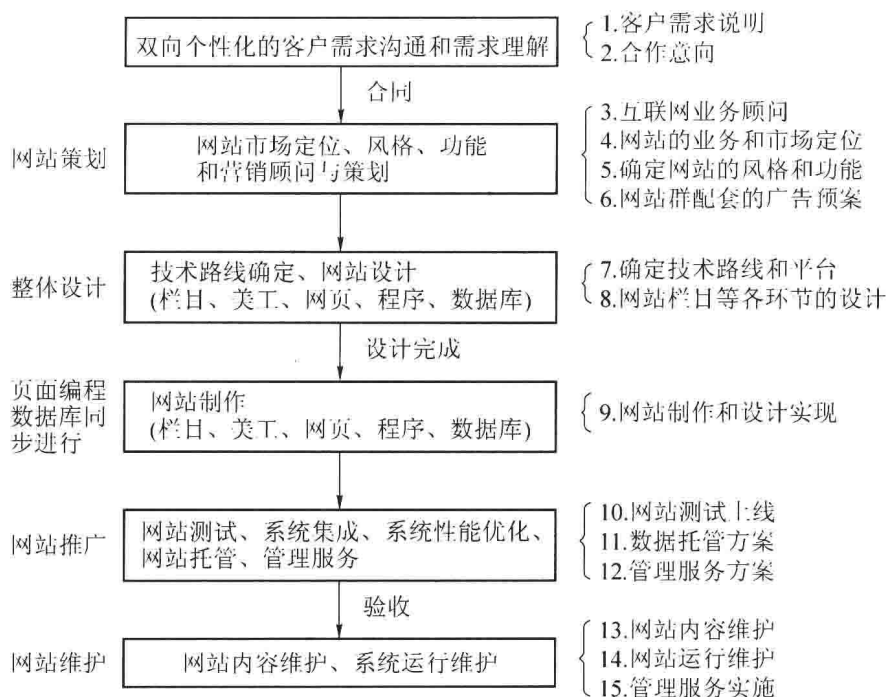 双向个性化的客户需求沟通和需求理解
1.客户需求说明
2.合作意向
合同
网站策划
网站市场定位、风格、功能
和营销顾问与策划
3.互联网业务顾问
4.网站的业务和市场定位
5.确定网站的风格和功能
6.网站群配套的广告预案
整体设计
技术路线确定、网站设计
(栏目、美工、网页、程序、数据库)
7.确定技术路线和平台
8.网站栏目等各环节的设计
设计完成
页面编程
数据库同
步进行
网站制作
(栏目、美工、网页、程序、数据库)
9.网站制作和设计实现
网站推广
网站测试、系统集成、系统性能优化、
网站托管、管理服务
10.网站测试上线
11.数据托管方案
12.管理服务方案
验收
网站维护
网站内容维护、系统运行维护
13.网站内容维护
14.网站运行维护
15.管理服务实施